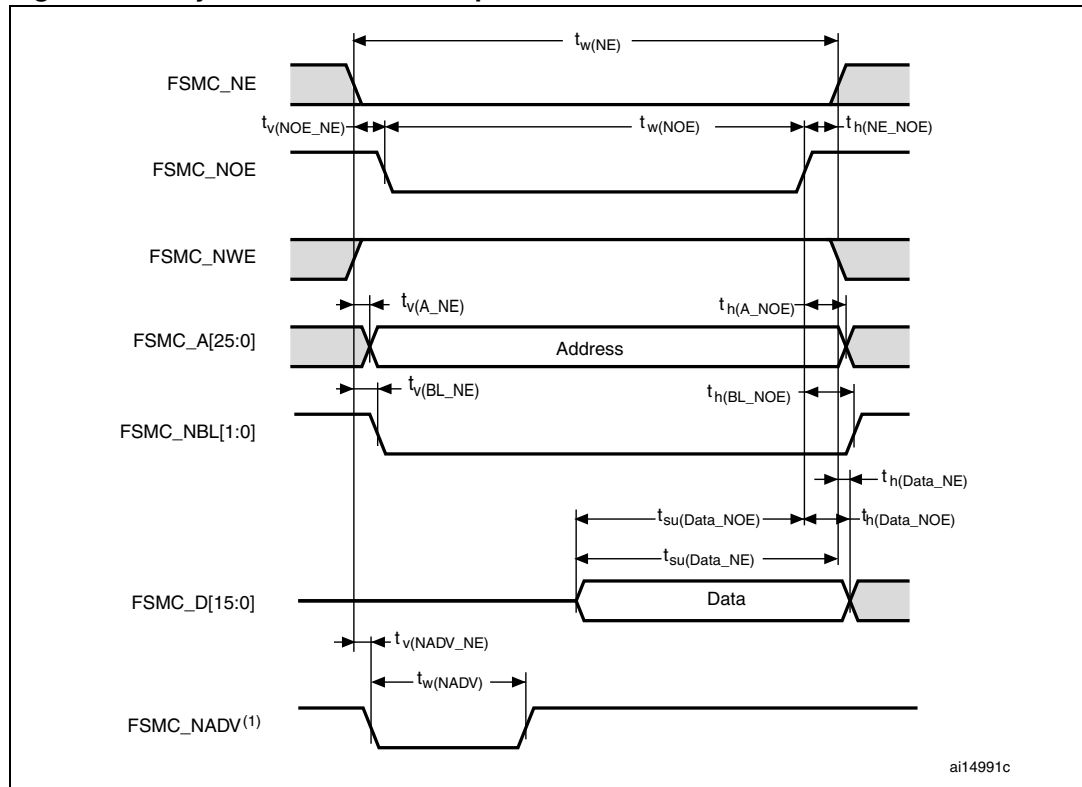 t w(NE)
FSMC_NE
t v(NOE_NE) t w(NOE) t h(NE_NOE)
FSMC_NOE
FSMC_NWE
t v(A_NE) t h(A_NOE)
FSMC_A[25:0] Address
t v(BL_NE) t h(BL_NOE)
FSMC_NBL[1:0]
t h(Data_NE)
t su(Data_NOE) t h(Data_NOE)
t su(Data_NE)
FSMC_D[15:0] Data
t v(NADV_NE)
t w(NADV)
FSMC_NADV(1)
ai14991c